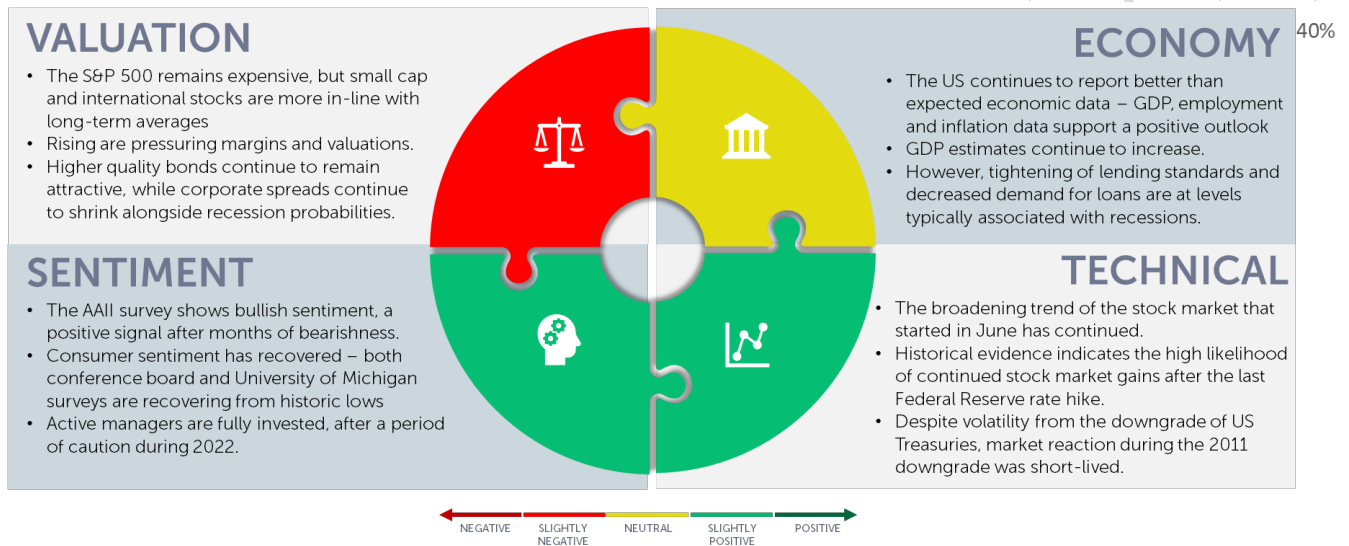 VALUATION
• The S&P 500 remains expensive, but small cap
and international stocks are more in-line with
long-term averages
• Rising are pressuring margins and valuations.
• Higher quality bonds continue to remain
attractive, while corporate spreads continue
to shrink alongside recession probabilities.
ECONOMY
40%
• The US continues to report better than
expected economic data – GDP, employment
and inflation data support a positive outlook
• GDP estimates continue to increase.
• However, tightening of lending standards and
decreased demand for loans are at levels
typically associated with recessions.
SENTIMENT
• The AAII survey shows bullish sentiment, a
positive signal after months of bearishness.
• Consumer sentiment has recovered – both
conference board and University of Michigan
surveys are recovering from historic lows
• Active managers are fully invested, after a period
of caution during 2022.
TECHNICAL
• The broadening trend of the stock market that
started in June has continued.
• Historical evidence indicates the high likelihood
of continued stock market gains after the last
Federal Reserve rate hike.
• Despite volatility from the downgrade of US
Treasuries, market reaction during the 2011
downgrade was short-lived.
NEGATIVE
SLIGHTLY
NEGATIVE
NEUTRAL
SLIGHTLY
POSITIVE
POSITIVE